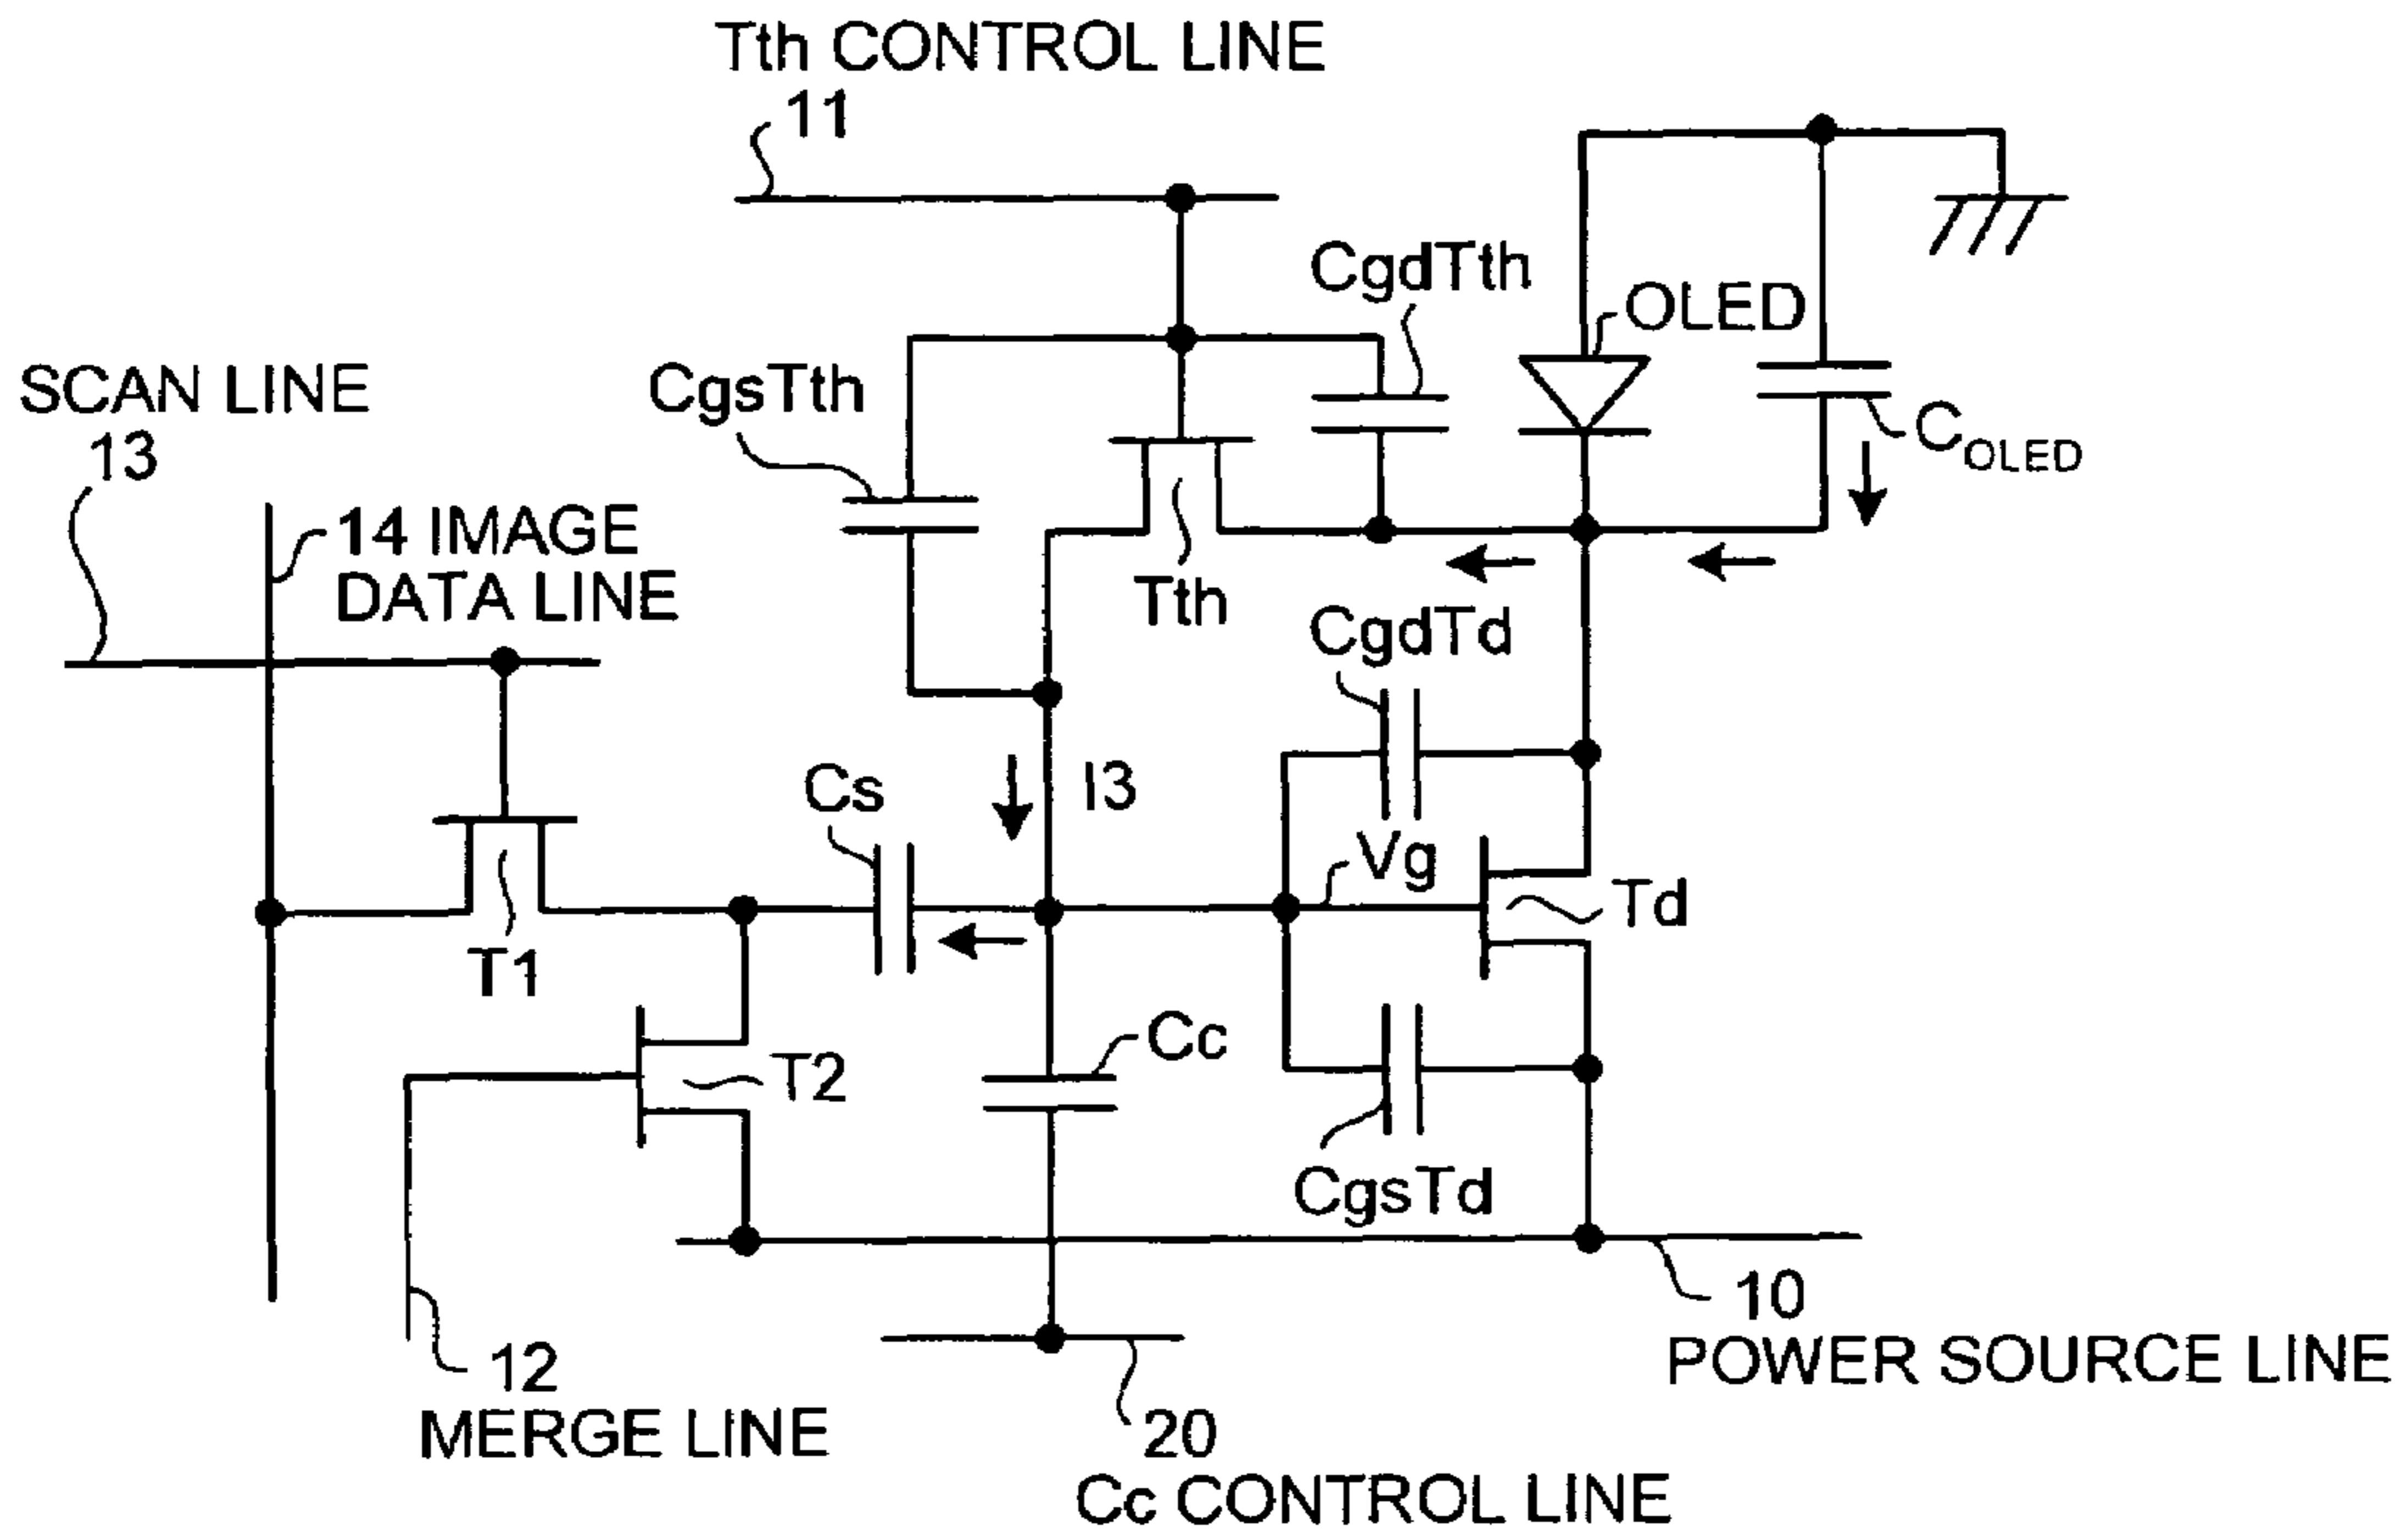 Tth CONTROL LINE
11
CgdTth
OLED
CgsTth
SCAN LINE
13
C OLED
14 IMAGE
DATA LINE
Tth
CgdTd
Cs
I3
Vg
Td
T1
Cc
T2
CgsTd
10
POWER SOURCE LINE
12
MERGE LINE
20
Cc CONTROL LINE